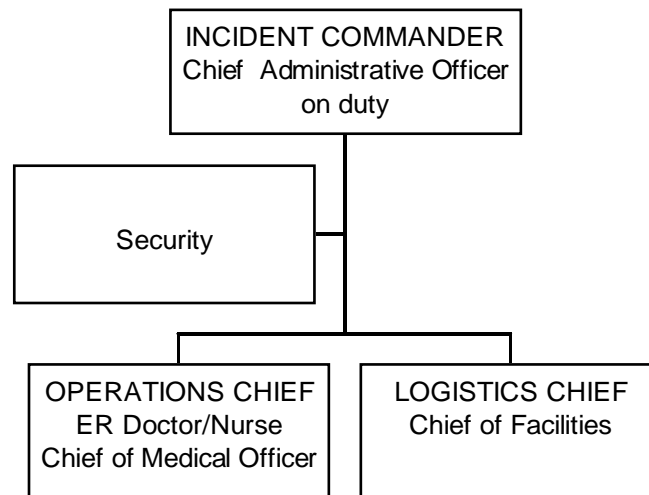 INCIDENT COMMANDER
Chief Administrative Officer
on duty
Security
OPERATIONS CHIEF
ER Doctor/Nurse
Chief of Medical Officer
LOGISTICS CHIEF
Chief of Facilities